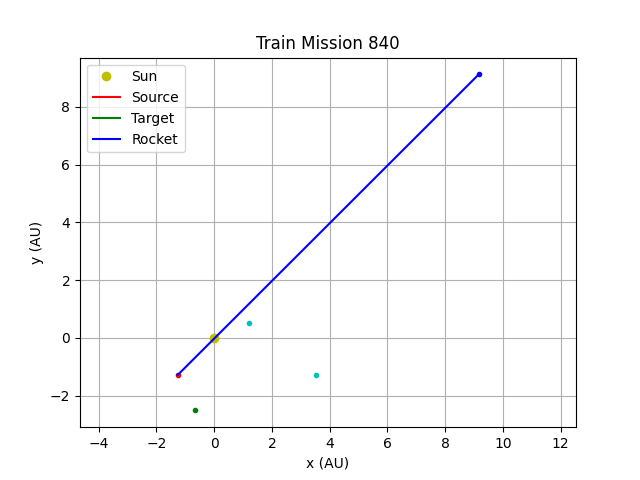 Train Mission 840
Sun
Source
Target
Rocket
8
6
4
2
0
−2
−4
−2
0
2
4
6
8
10
12
y (AU)
x (AU)